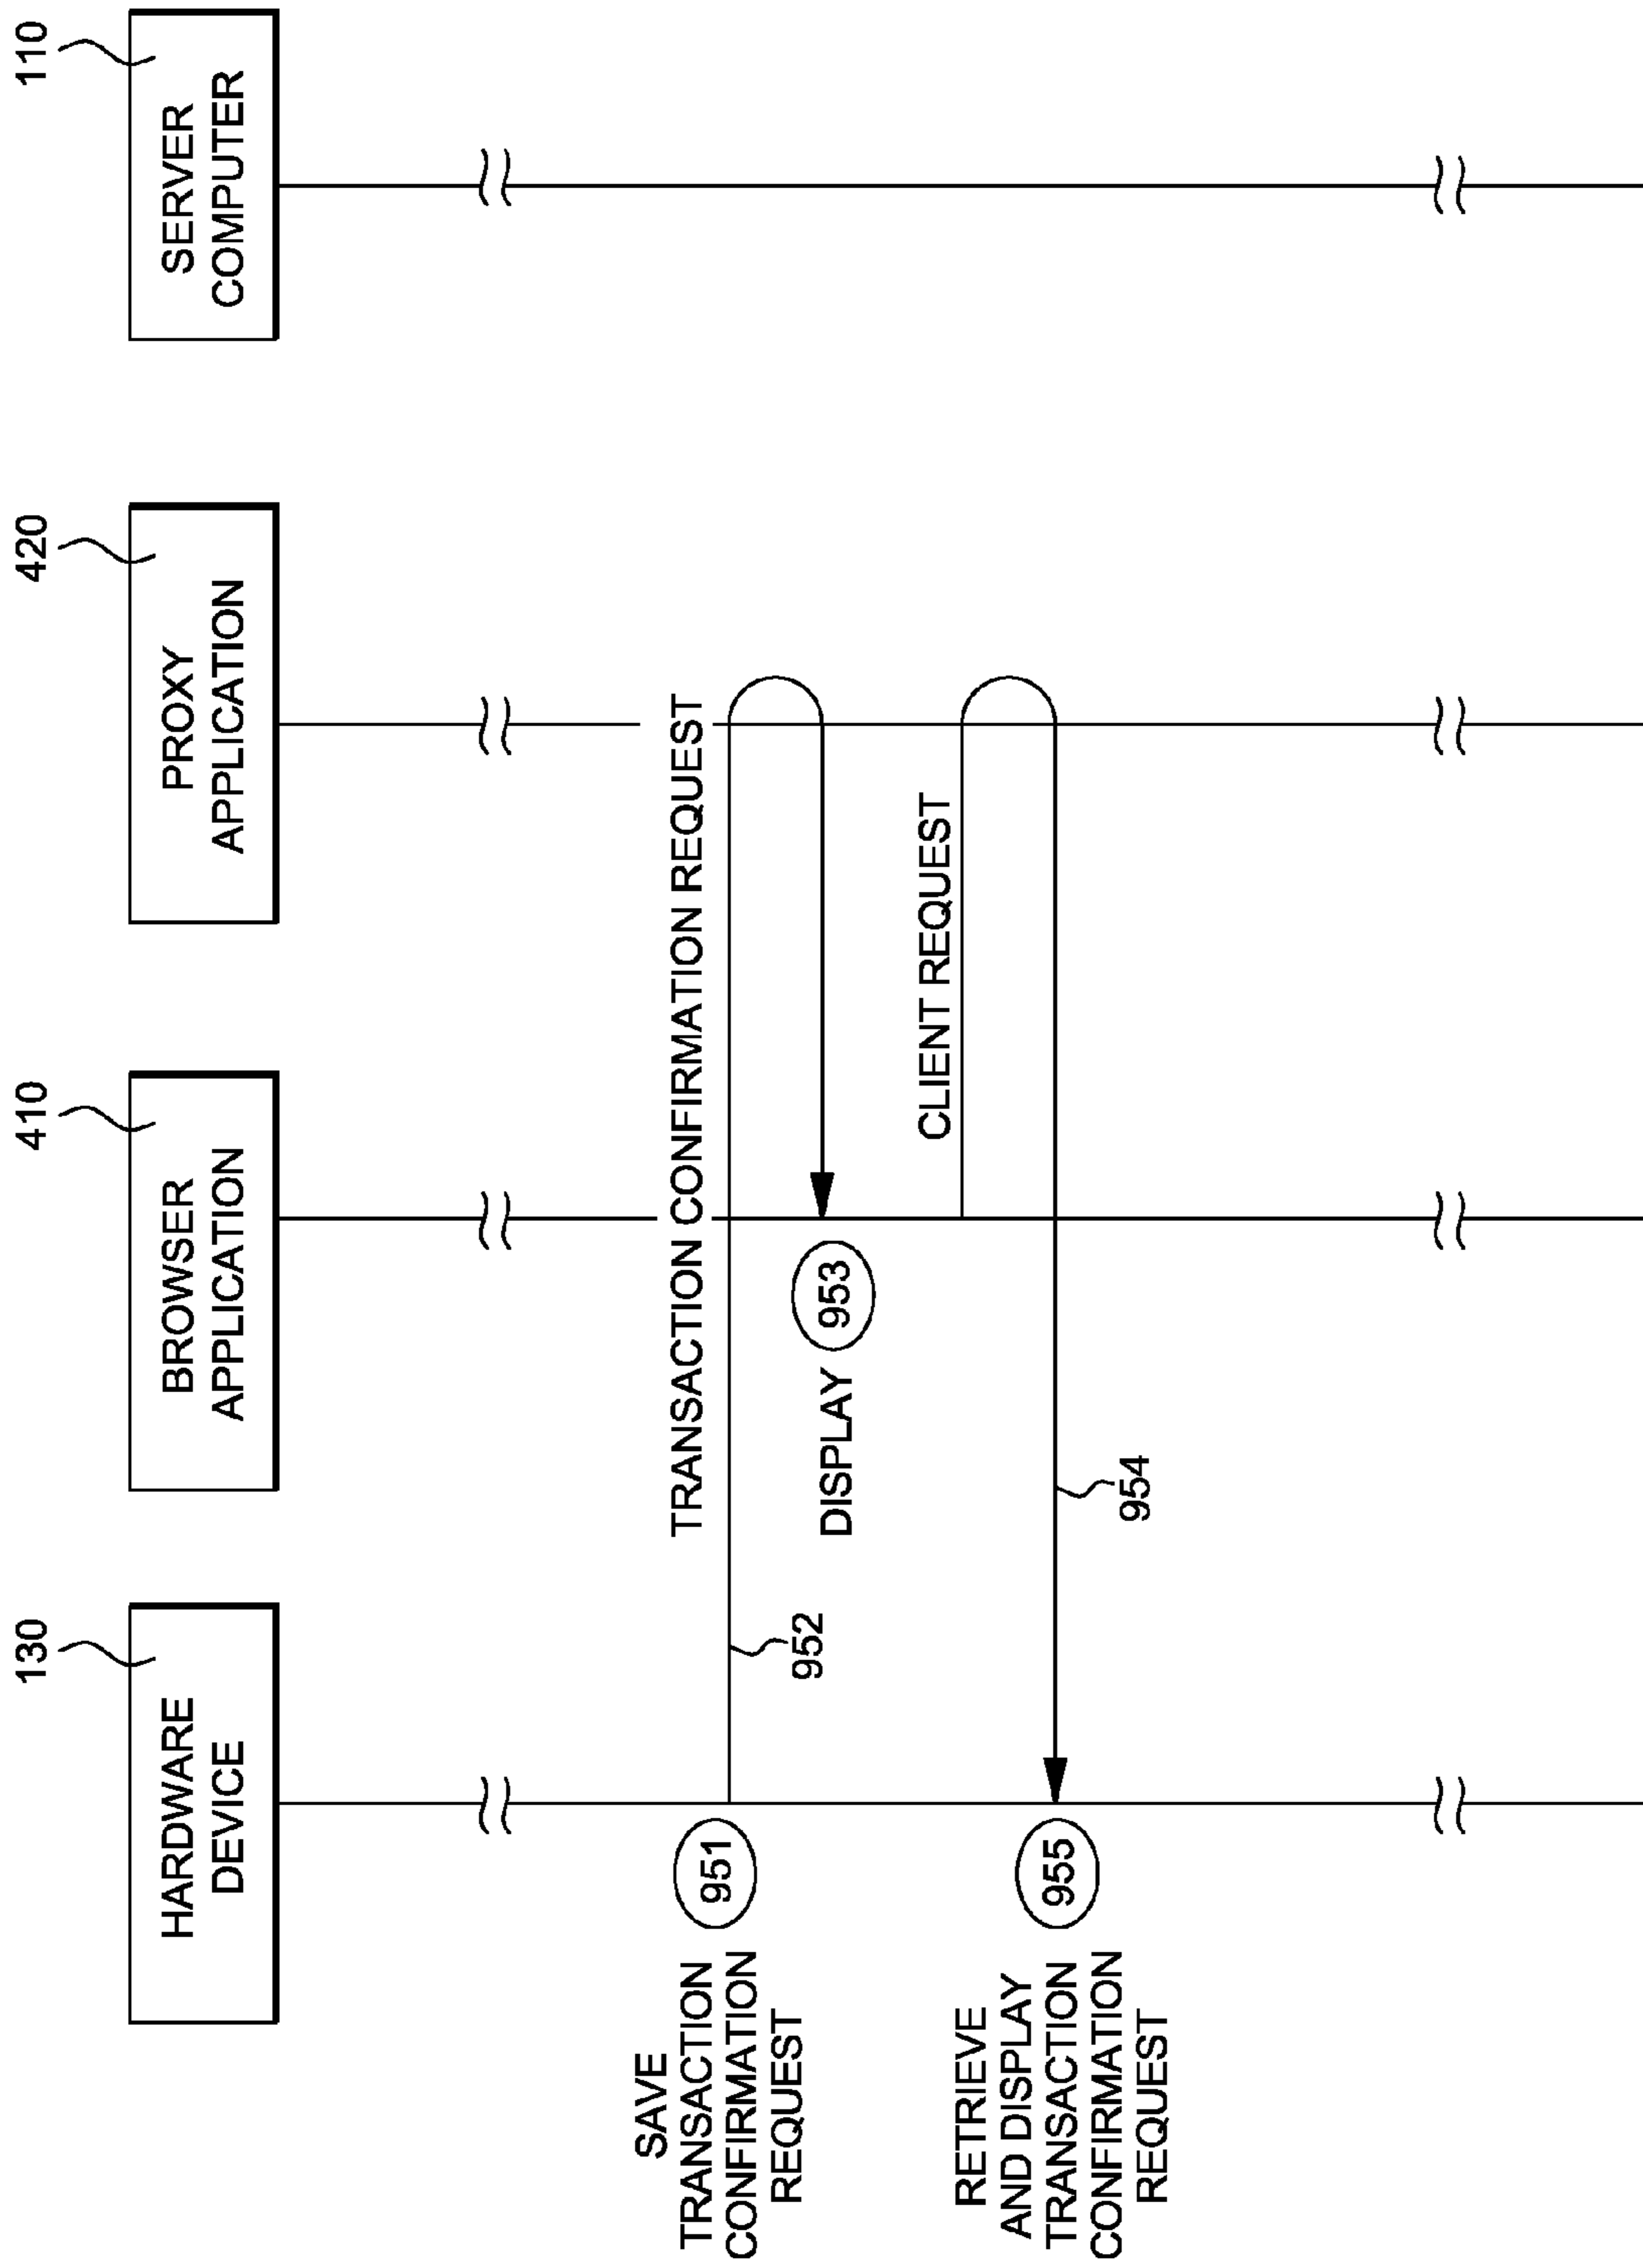 130
HARDWARE
DEVICE
410
BROWSER
APPLICATION
420
PROXY
APPLICATION
110
SERVER
COMPUTER
SAVE
TRANSACTION
CONFIRMATION
REQUEST
951
TRANSACTION CONFIRMATION REQUEST
952
DISPLAY
953
CLIENT REQUEST
RETRIEVE
AND DISPLAY
TRANSACTION
CONFIRMATION
REQUEST
955
954